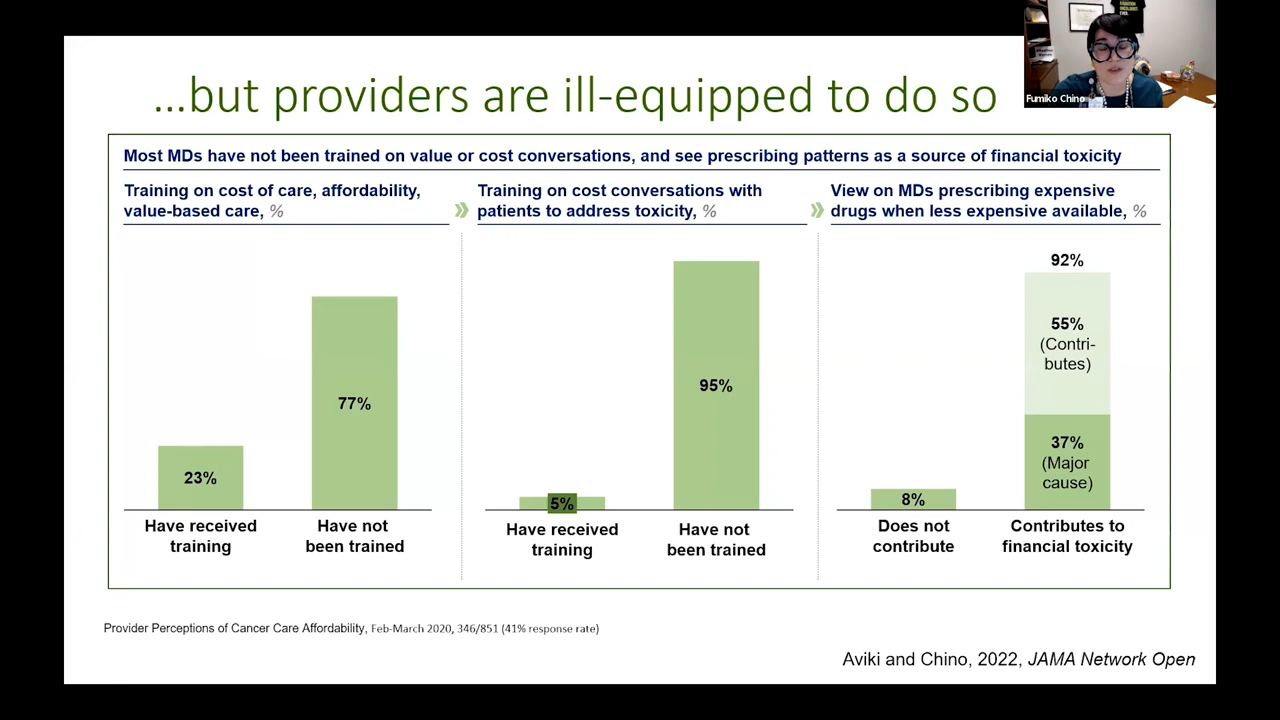 ...but providers are ill-equipped to do so
Fumiko Chino
Most MDs have not been trained on value or cost conversations, and see prescribing patterns as a source of financial toxicity
Training on cost of care, affordability,
value-based care, %
Training on cost conversations with
patients to address toxicity, %
View on MDs prescribing expensive
drugs when less expensive available, %
23%
77%
Have received
training
Have not
been trained
5%
95%
Have received
training
Have not
been trained
92%
55%
(Contri-
butes)
37%
(Major
cause)
8%
Does not
contribute
Contributes to
financial toxicity
Provider Perceptions of Cancer Care Affordability, Feb-March 2020, 346/851 (41% response rate)
Aviki and Chino, 2022, JAMA Network Open